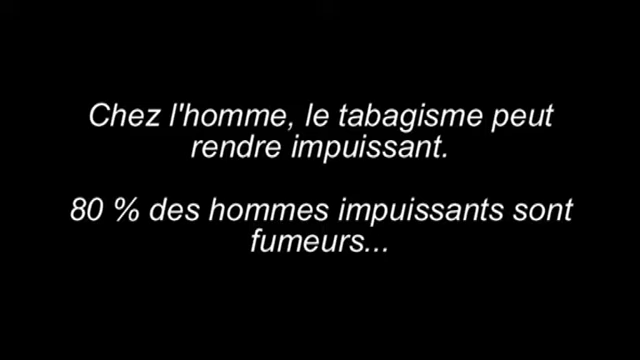 Chez l'homme, le tabagisme peut
rendre impuissant.
80 % des hommes impuissants sont
fumeurs...